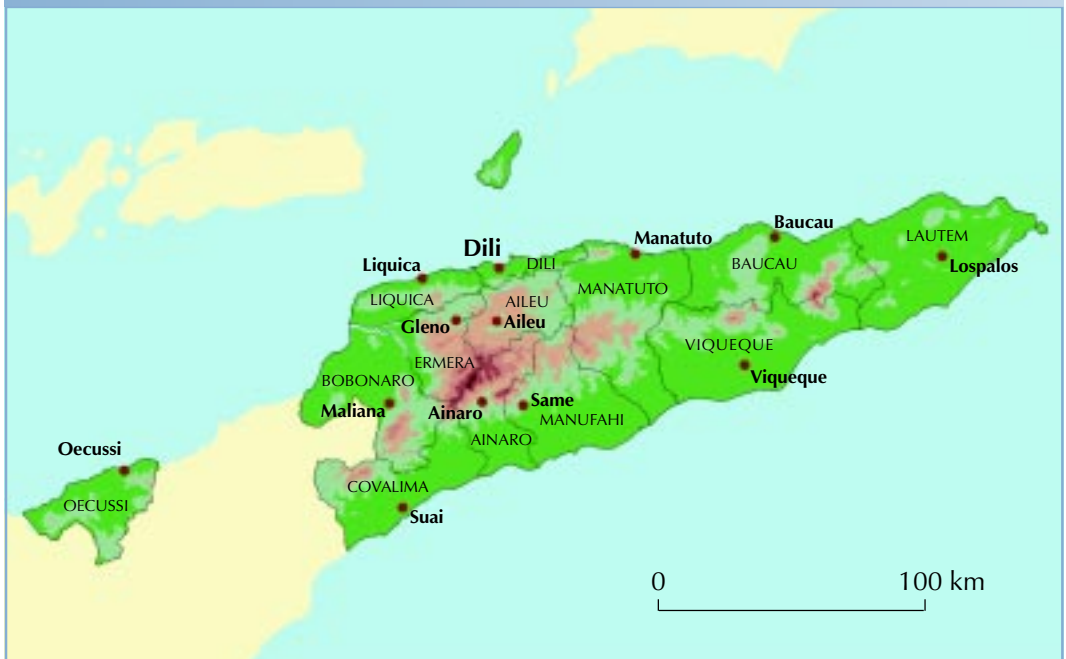 Baucau
LAUTEM
Manatuto
Dili
DILI
BAUCAU
Lospalos
Liquica
MANATUTO
LIQUICA
AILEU
Gleno
Aileu
VIQUEQUE
ERMERA
Viqueque
BOBONARO
Maliana
Ainaro
Same
MANUFAHI
AINARO
Oecussi
COVALIMA
OECUSSI
Suai
0 100 km